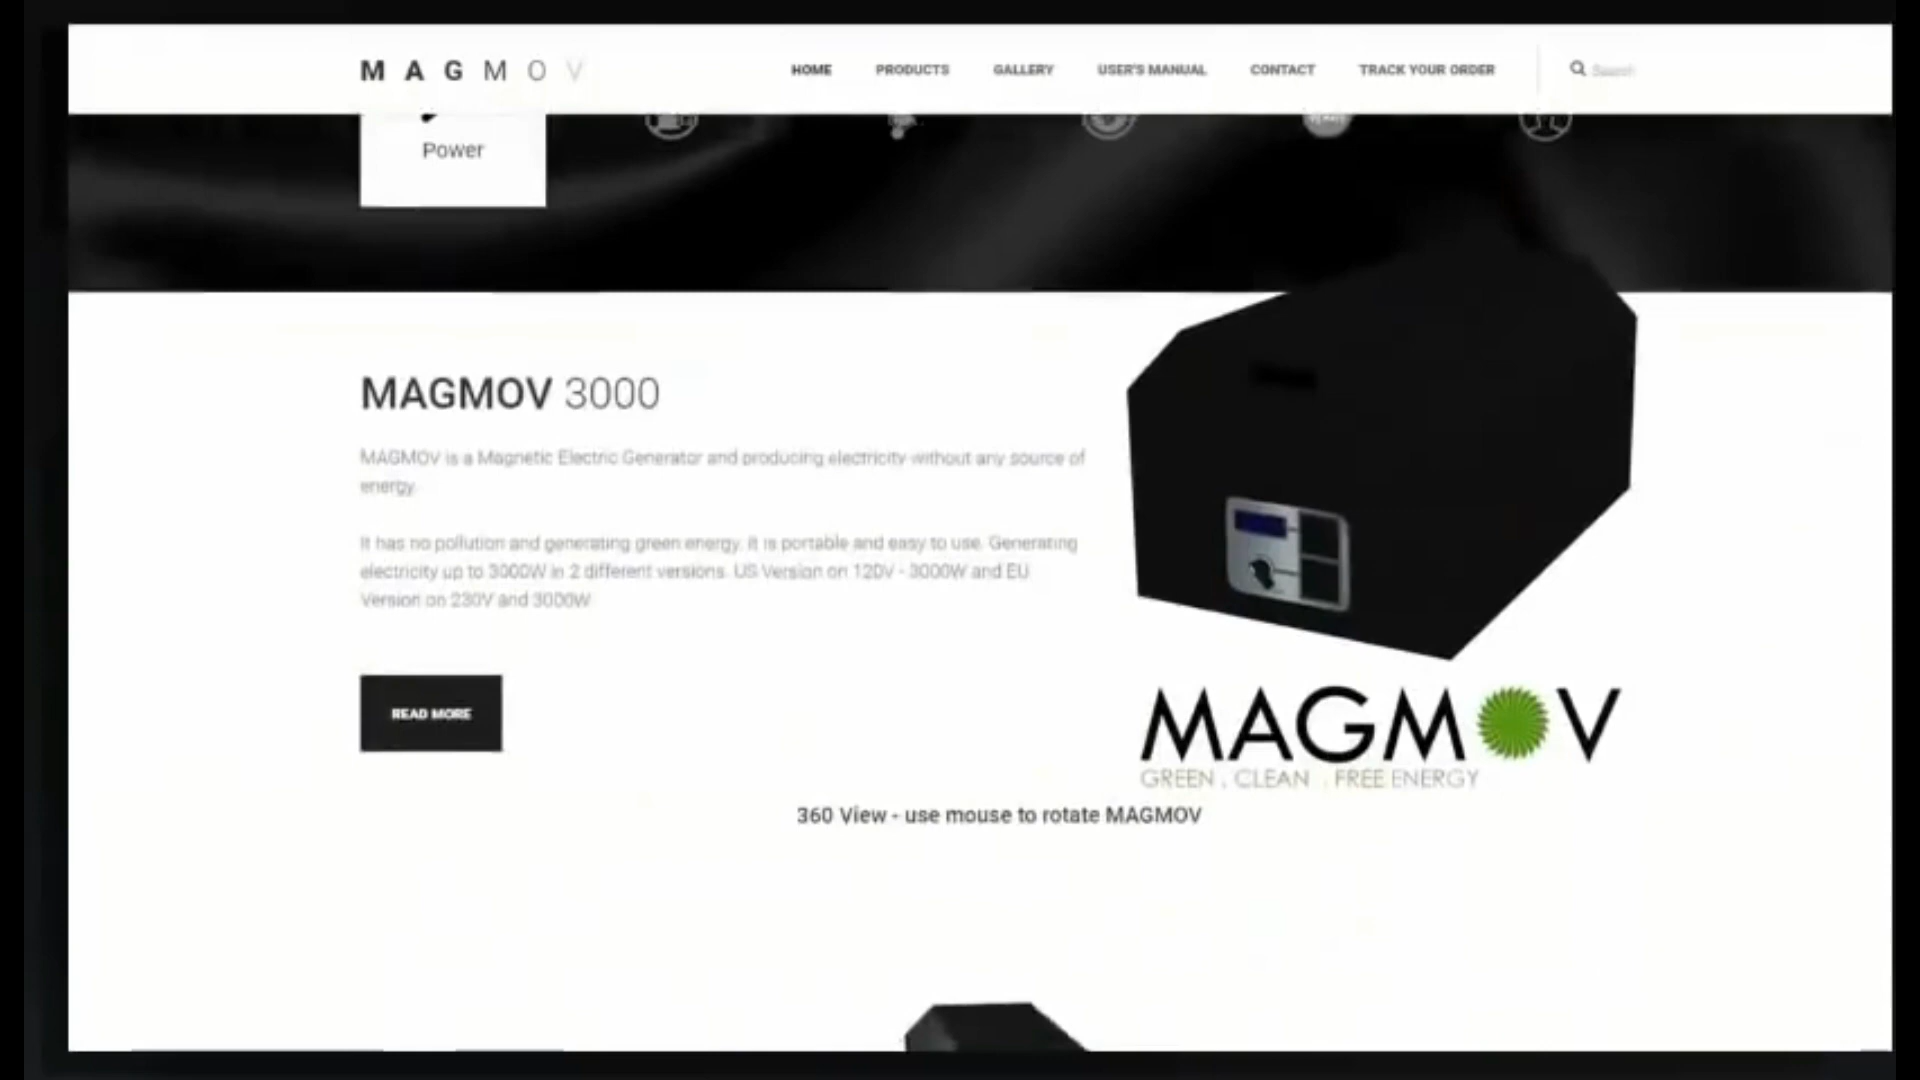 MAGMOV
HOME PRODUCTS GALLERY USER'S MANUAL CONTACT TRACK YOUR ORDER Search
Power
MAGMOV 3000
MAGMOV is a Magnetic Electric Generator and producing electricity without any source of
energy.
It has no pollution and generating green energy. It is portable and easy to use. Generating
electricity up to 3000W in 2 different versions. US Version on 120V - 3000W and EU
Version on 230V and 3000W
READ MORE
MAGMOV
GREEN . CLEAN . FREE ENERGY
360 View - use mouse to rotate MAGMOV